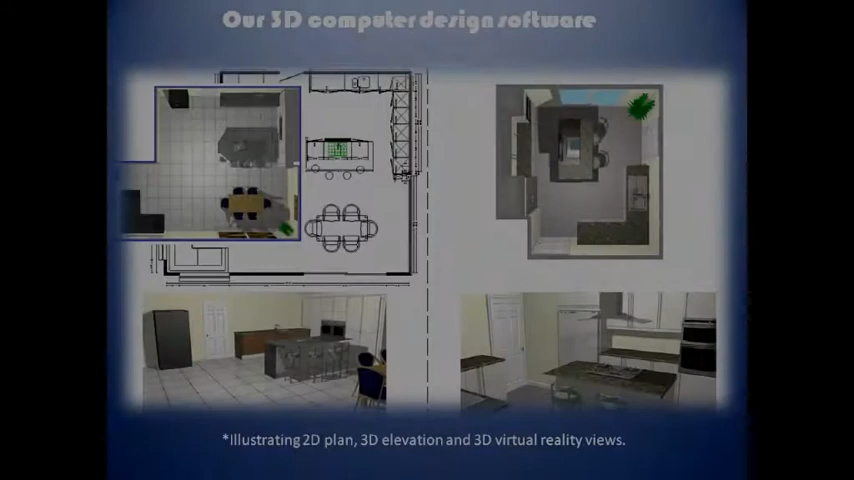 Our 3D computer design software
*Illustrating 2D plan, 3D elevation and 3D virtual reality views.